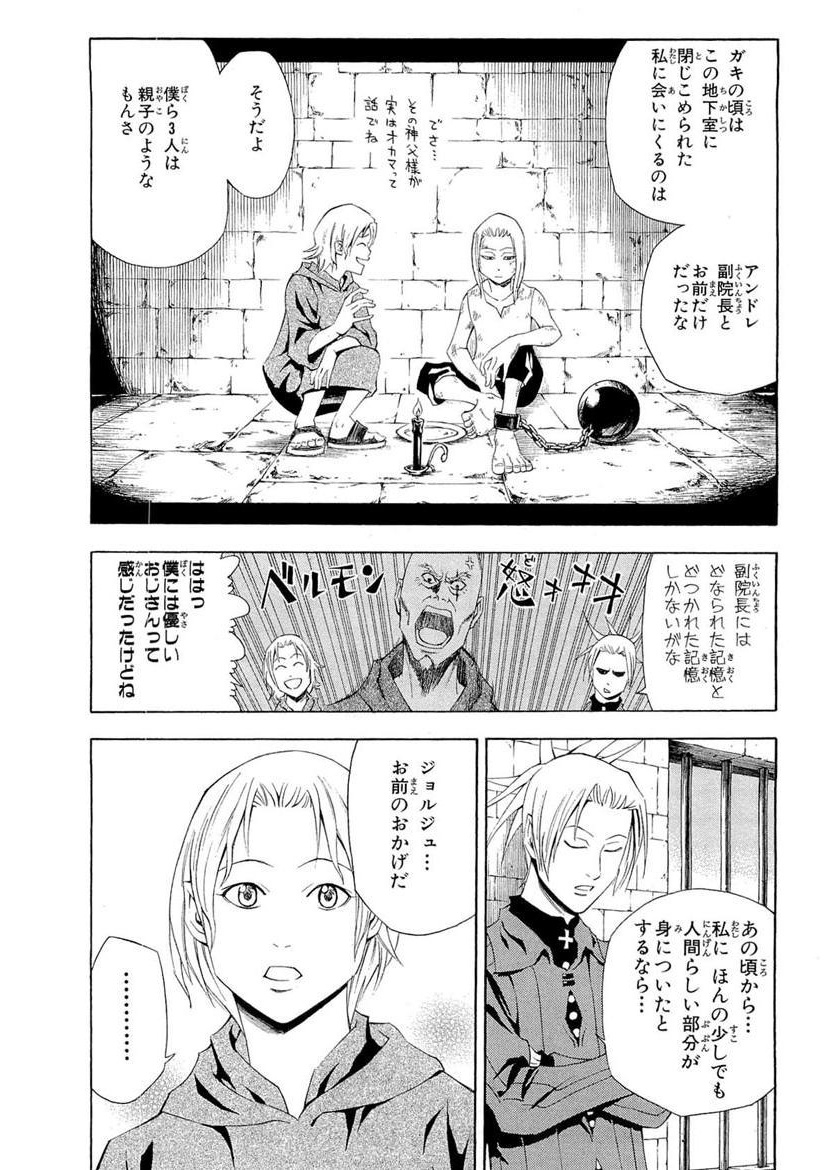 ガキの頃は
この地下室に
閉じこめられた
私に会いにくるのは
アンドレ
副院長と
お前だけ
だったな
でさ…
その神父様が
実はオカマって
話でね
そうだよ
僕ら3人は
親子のような
もんさ
副院長には
どなられた記憶と
どつかれた記憶
しかないがな
怒オオオ
ベルモン
ははっ
僕には優しい
おじさんって
感じだったけどね
あの頃から…
私に ほんの少しでも
人間らしい部分が
身についたと
するなら…
ジョルジュ…
お前のおかげだ
…………